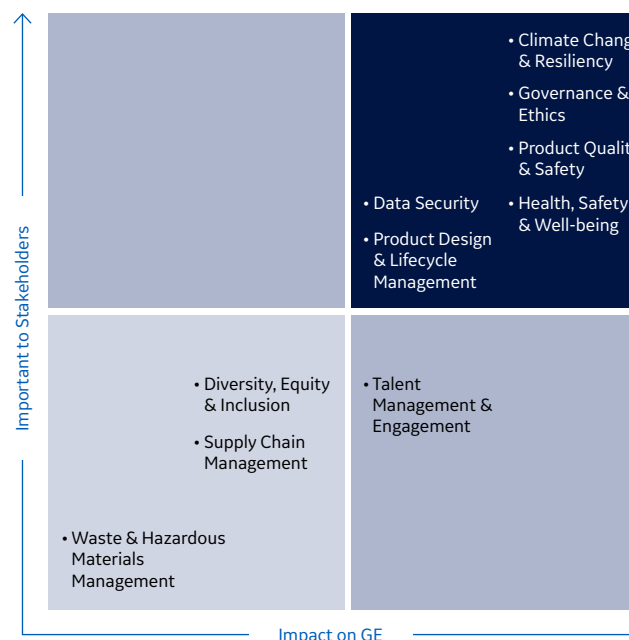 • Climate Chang
& Resiliency
• Governance &
Ethics
• Product Qualit
& Safety
• Health, Safety
& Well-being
• Data Security
• Product Design
& Lifecycle
Management
Important to Stakeholders
• Diversity, Equity
& Inclusion
• Supply Chain
Management
• Talent
Management &
Engagement
• Waste & Hazardous
Materials
Management
Impact on GE